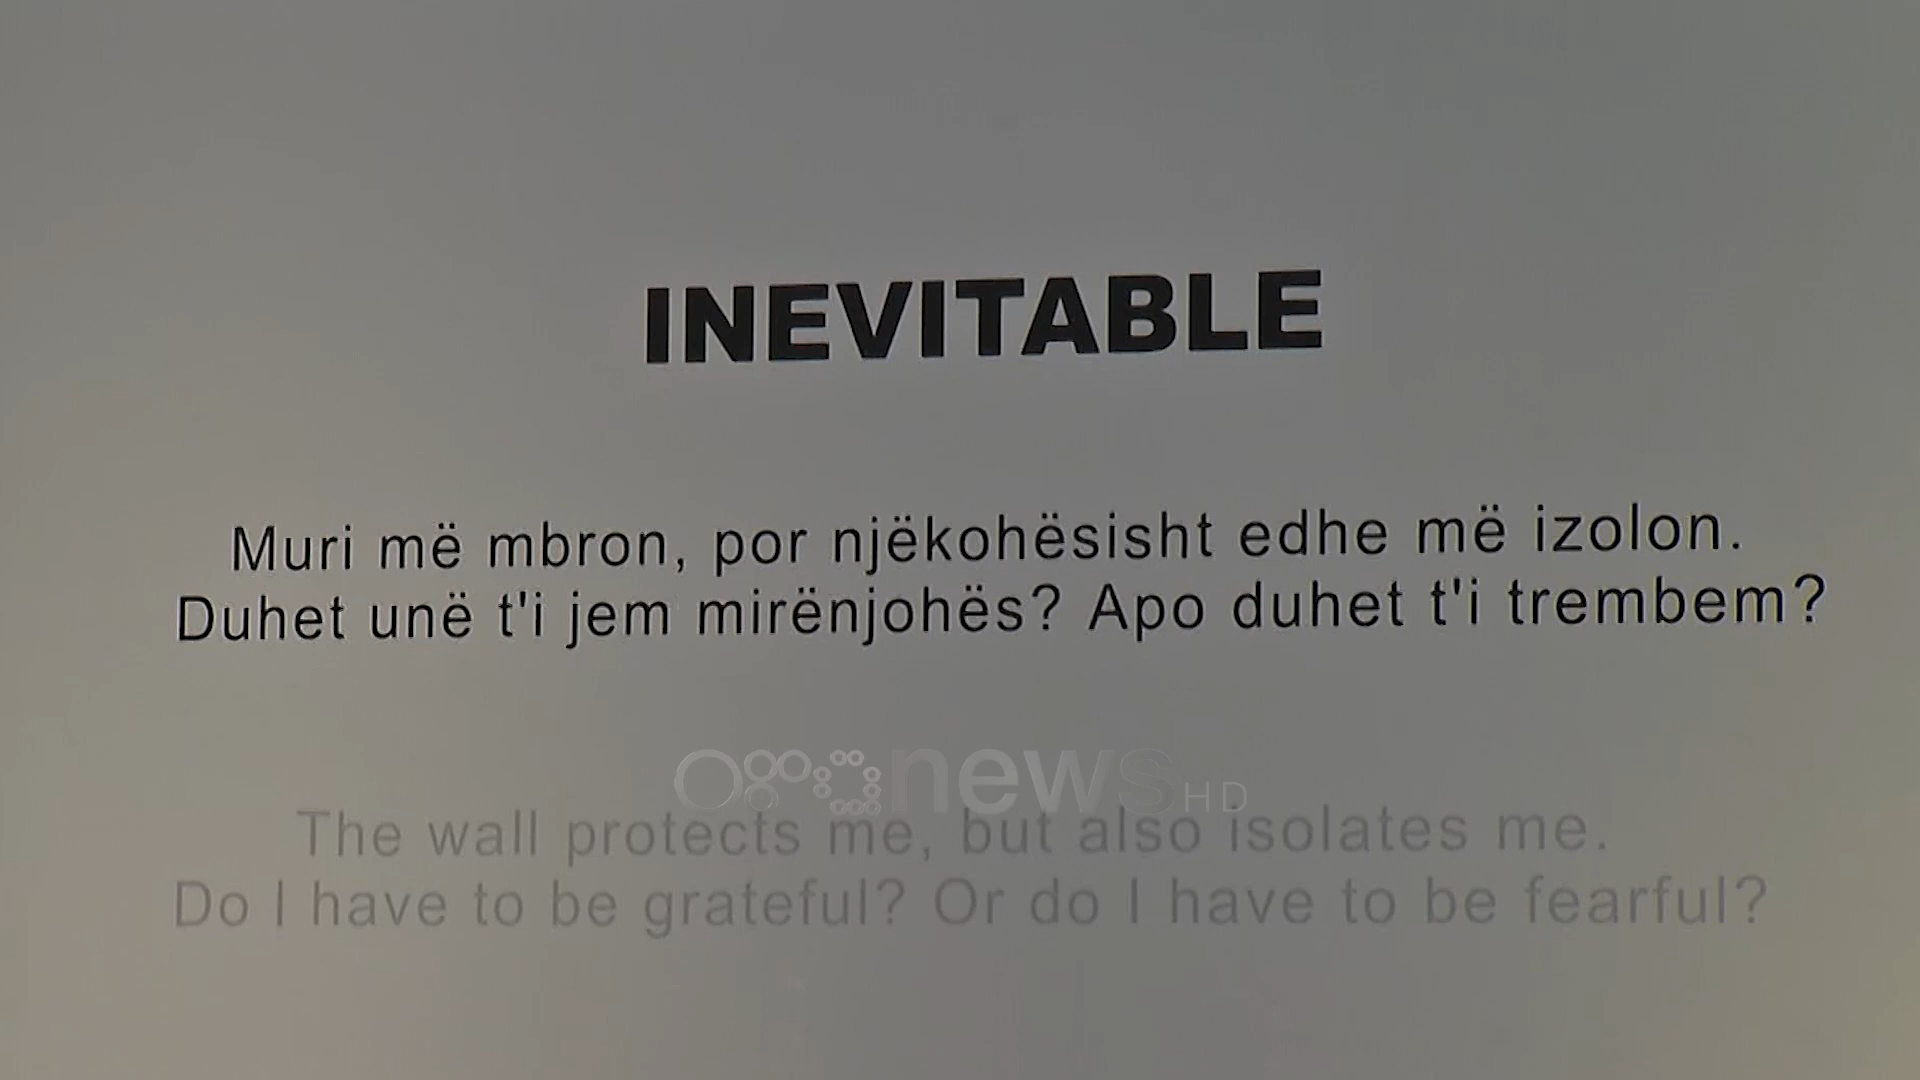 INEVITABLE
Muri më mbron, por njëkohësisht edhe më izolon.
Duhet unë t'i jem mirënjohës? Apo duhet t'i trembem?
news HD
The wall protects me, but also isolates me.
Do I have to be grateful? Or do I have to be fearful?